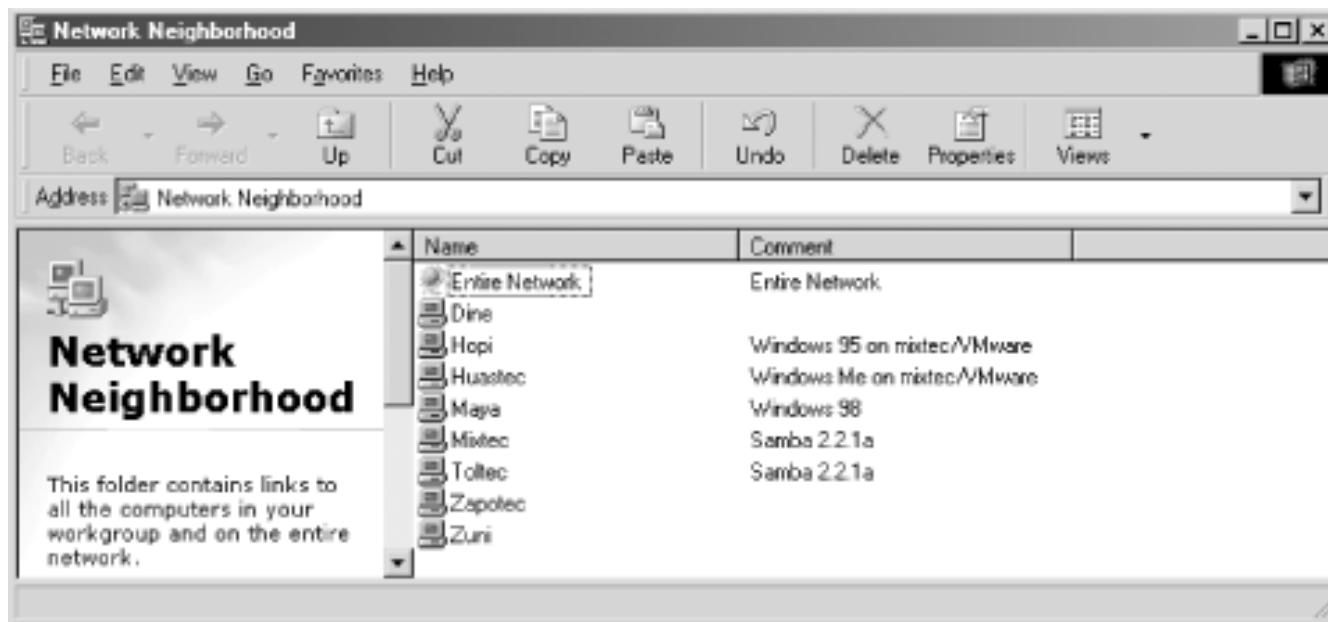 Network Neighborhood
File Edit View Go Favorites Help
Back Forward Up Cut Copy Paste Undo Delete Properties Views
Address Network Neighborhood
Network
Neighborhood
This folder contains links to
all the computers in your
workgroup and on the entire
network.
Name Comment
Entire Network Entire Network
Dine
Hopi Windows 95 on mixtec/VMware
Huastec Windows Me on mixtec/VMware
Maya Windows 98
Mixtec Samba 2.2.1a
Toltec Samba 2.2.1a
Zapotec
Zuni